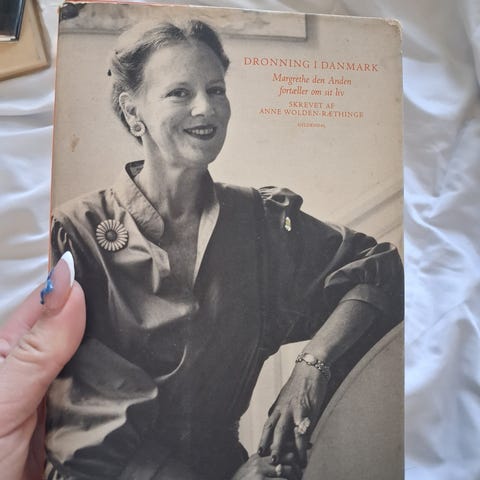 DRONNING I DANMARK
Margrethe den Anden
fortæller om sit liv
SKREVET AF
ANNE WOLDEN-RÆTHINGE
GYLDENDAL